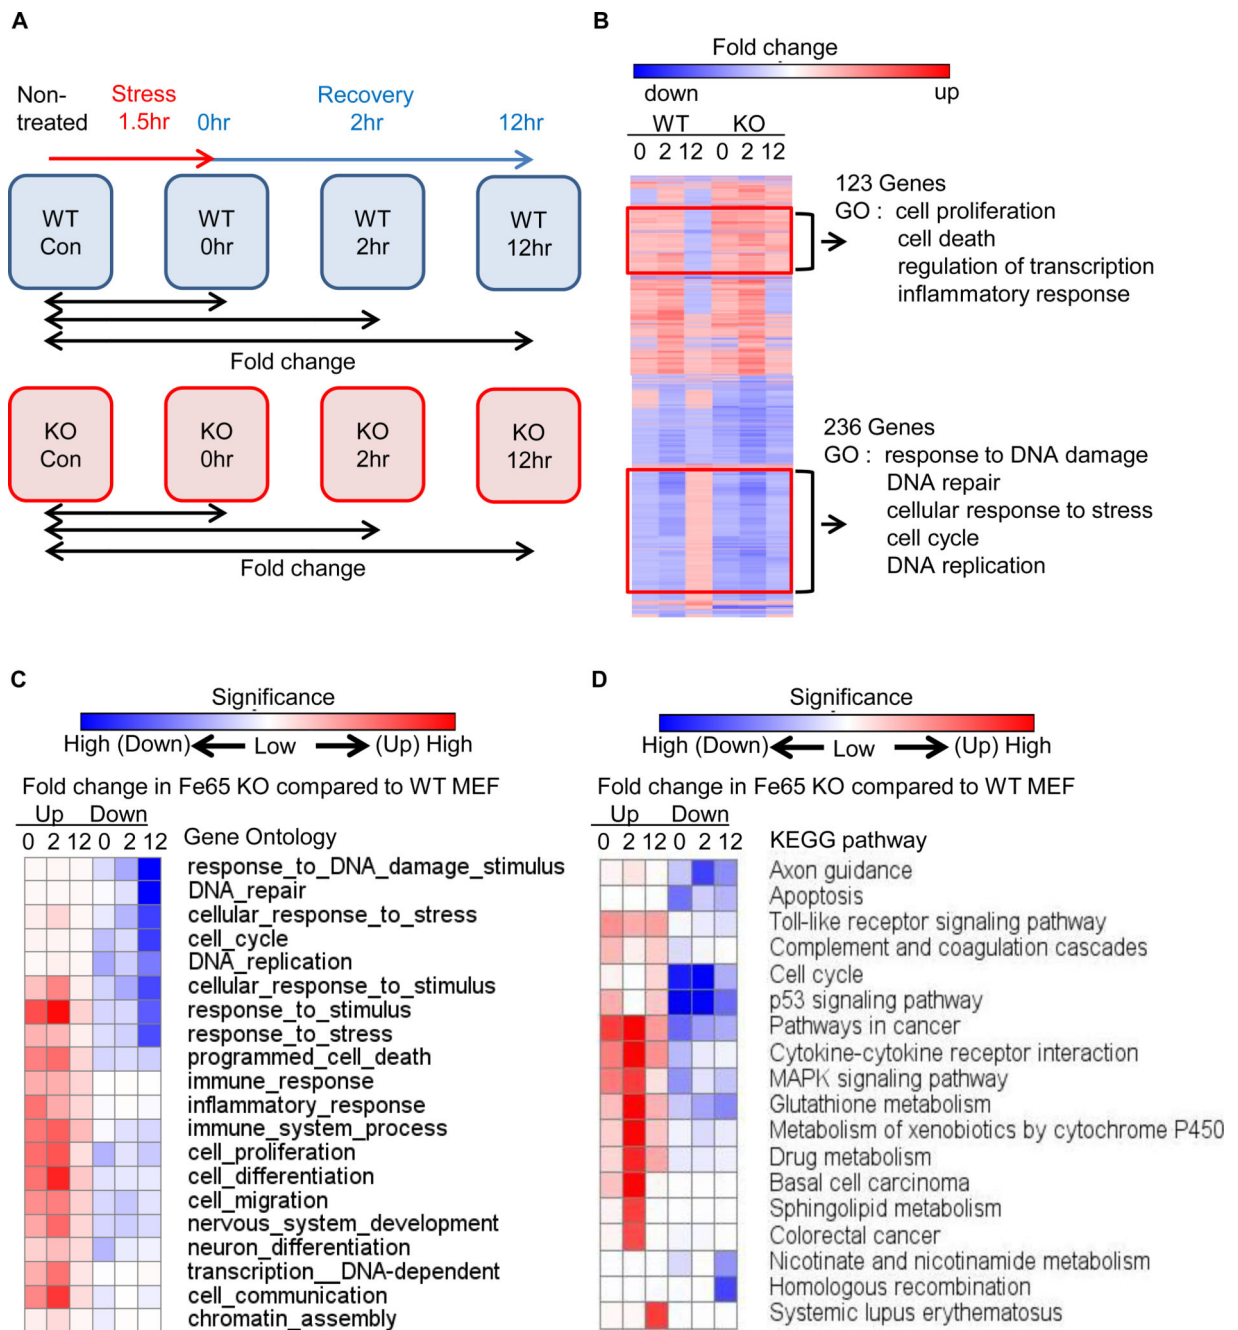 A
Non-
treated
Stress
1.5hr
0hr
Recovery
2hr
12hr
WT
Con
WT
0hr
WT
2hr
WT
12hr
Fold change
KO
Con
KO
0hr
KO
2hr
KO
12hr
Fold change
B
Fold change
down
up
WT KO
0 2 12 0 2 12
123 Genes
GO : cell proliferation
cell death
regulation of transcription
inflammatory response
236 Genes
GO : response to DNA damage
DNA repair
cellular response to stress
cell cycle
DNA replication
C
Significance
High (Down) Low (Up) High
Fold change in Fe65 KO compared to WT MEF
Up Down
0 2 12 0 2 12 Gene Ontology
response_to_DNA_damage_stimulus
DNA_repair
cellular_response_to_stress
cell_cycle
DNA_replication
cellular_response_to_stimulus
response_to_stimulus
response_to_stress
programmed_cell_death
immune_response
inflammatory_response
immune_system_process
cell_proliferation
cell_differentiation
cell_migration
nervous_system_development
neuron_differentiation
transcription__DNA-dependent
cell_communication
chromatin_assembly
D
Significance
High (Down) Low (Up) High
Fold change in Fe65 KO compared to WT MEF
Up Down
0 2 12 0 2 12 KEGG pathway
Axon guidance
Apoptosis
Toll-like receptor signaling pathway
Complement and coagulation cascades
Cell cycle
p53 signaling pathway
Pathways in cancer
Cytokine-cytokine receptor interaction
MAPK signaling pathway
Glutathione metabolism
Metabolism of xenobiotics by cytochrome P450
Drug metabolism
Basal cell carcinoma
Sphingolipid metabolism
Colorectal cancer
Nicotinate and nicotinamide metabolism
Homologous recombination
Systemic lupus erythematosus